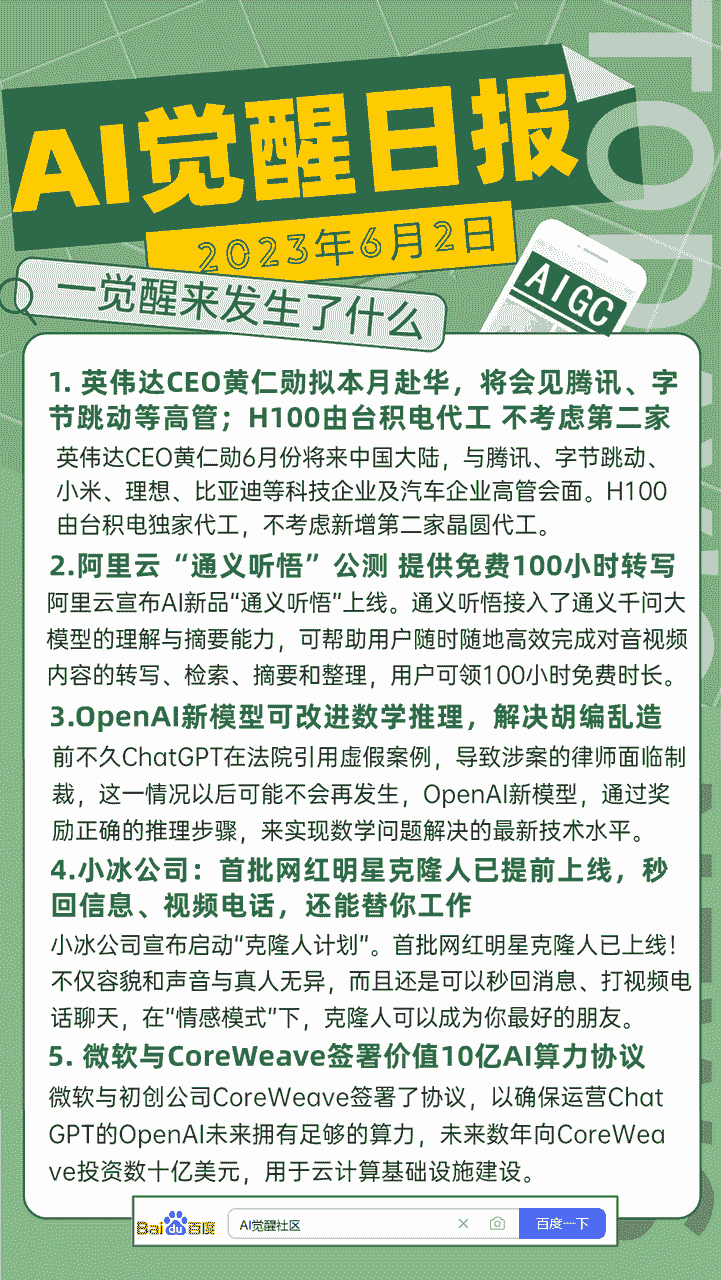 AI觉醒日报
2023年6月2日
一觉醒来发生了什么
AIGC
1. 英伟达CEO黄仁勋拟本月赴华，将会见腾讯、字
节跳动等高管；H100由台积电代工 不考虑第二家
英伟达CEO黄仁勋6月份将来中国大陆，与腾讯、字节跳动、
小米、理想、比亚迪等科技企业及汽车企业高管会面。H100
由台积电独家代工，不考虑新增第二家晶圆代工。
2.阿里云“通义听悟”公测 提供免费100小时转写
阿里云宣布AI新品“通义听悟”上线。通义听悟接入了通义千问大
模型的理解与摘要能力，可帮助用户随时随地高效完成对音视频
内容的转写、检索、摘要和整理，用户可领100小时免费时长。
3.OpenAI新模型可改进数学推理，解决胡编乱造
前不久ChatGPT在法院引用虚假案例，导致涉案的律师面临制
裁，这一情况以后可能不会再发生，OpenAI新模型，通过奖
励正确的推理步骤，来实现数学问题解决的最新技术水平。
4.小冰公司：首批网红明星克隆人已提前上线，秒
回信息、视频电话，还能替你工作
小冰公司宣布启动“克隆人计划”。首批网红明星克隆人已上线！
不仅容貌和声音与真人无异，而且还是可以秒回消息、打视频电
话聊天，在“情感模式”下，克隆人可以成为你最好的朋友。
5. 微软与CoreWeave签署价值10亿AI算力协议
微软与初创公司CoreWeave签署了协议，以确保运营Chat
GPT的OpenAI未来拥有足够的算力，未来数年向CoreWea
ve投资数十亿美元，用于云计算基础设施建设。
Bai du 百度
AI觉醒社区
百度一下